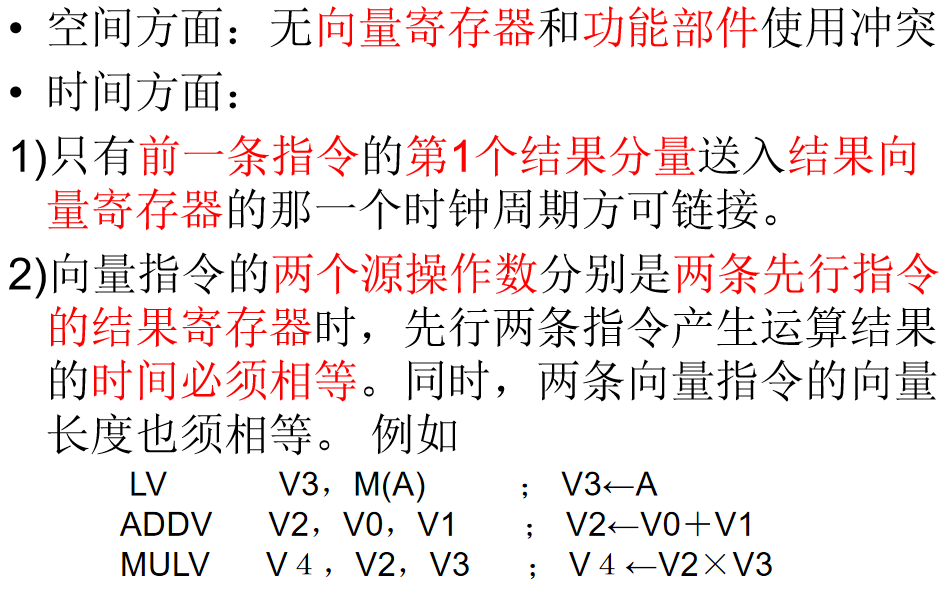 • 空间方面：无向量寄存器和功能部件使用冲突
• 时间方面：
1)只有前一条指令的第1个结果分量送入结果向
量寄存器的那一个时钟周期方可链接。
2)向量指令的两个源操作数分别是两条先行指令
的结果寄存器时，先行两条指令产生运算结果
的时间必须相等。同时，两条向量指令的向量
长度也须相等。 例如
LV V3，M(A) ； V3←A
ADDV V2，V0，V1 ； V2←V0＋V1
MULV V４，V2，V3 ； V４←V2×V3